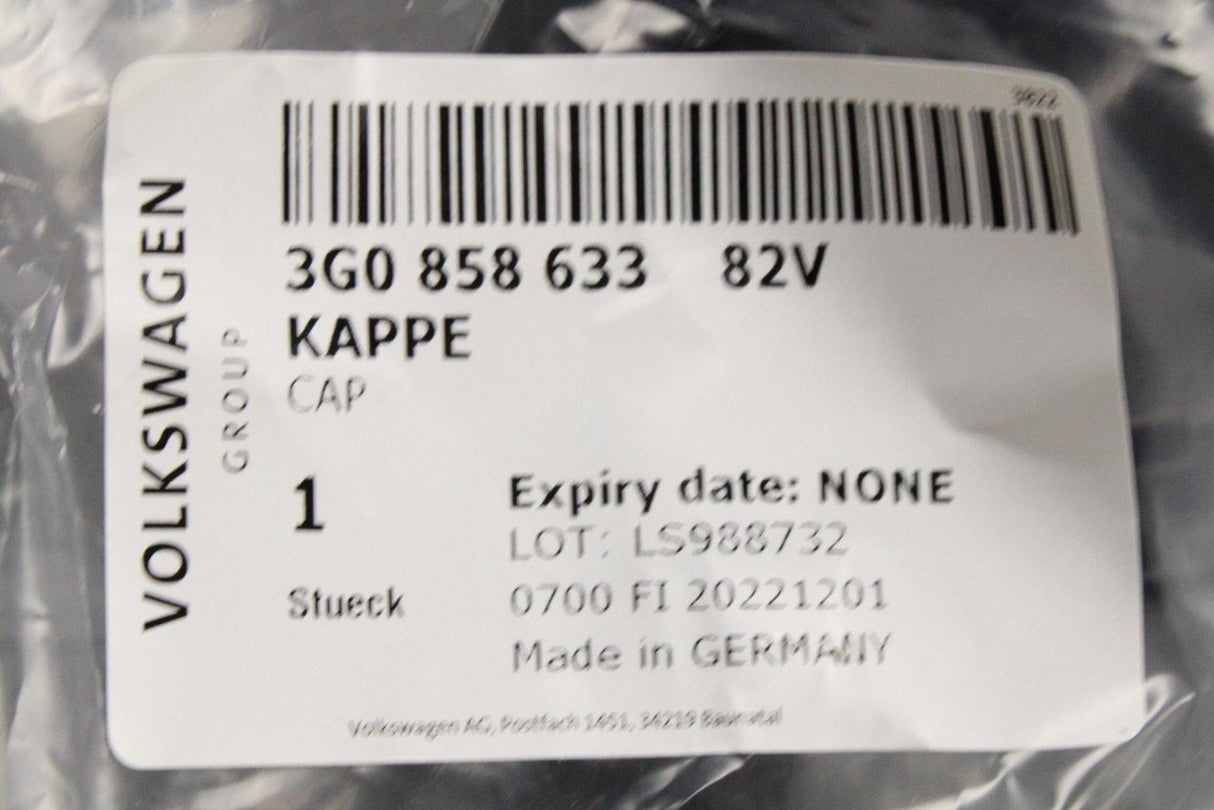 3822
VOLKSWAGEN
GROUP
3G0 858 633 82V
KAPPE
CAP
1
Stueck
Expiry date: NONE
LOT: LS988732
0700 FI 20221201
Made in GERMANY
Volkswagen AG, Postfach 1451, 34219 Baunatal